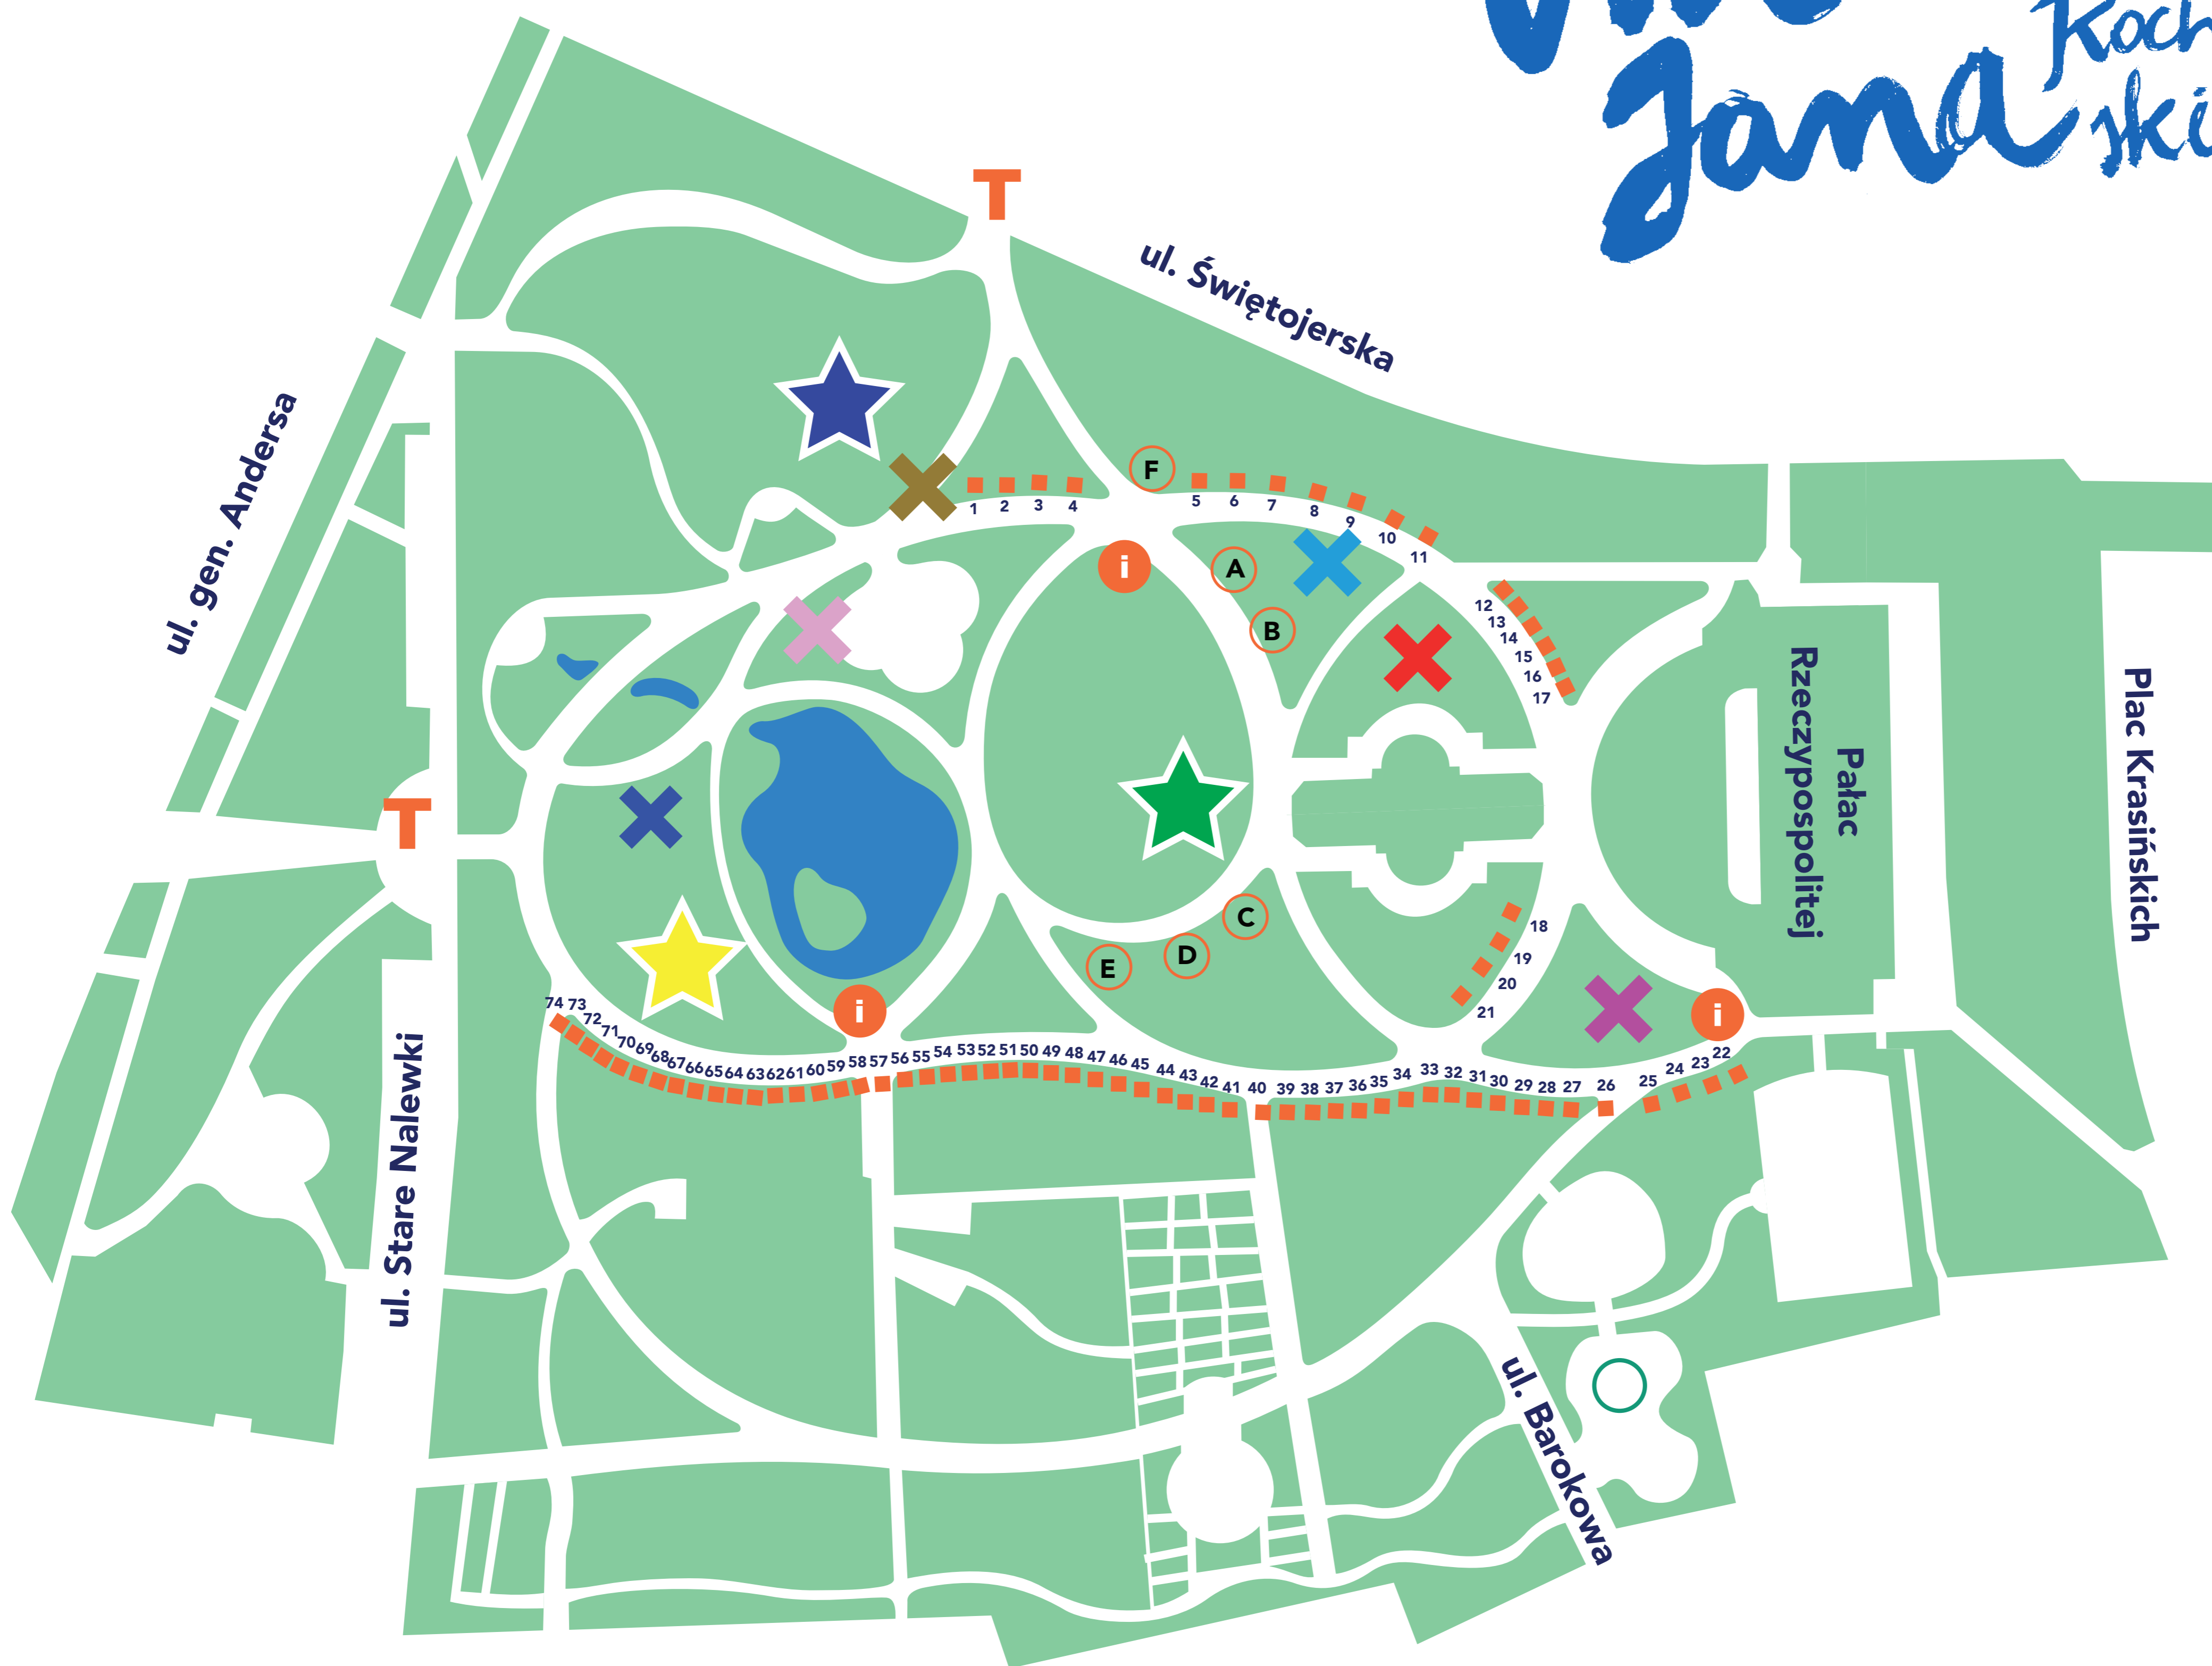 Jana
T
ul. Świętojerska
ul. gen. Andersa
F
1
2
3
4
5
6
7
8
9
10
11
i
A
B
12
13
14
15
16
17
Pałac
Rzeczypospolitej
Plac Krasińskich
T
C
D
E
18
19
20
21
i
i
74 73
72
71
70 69 68 67 66 65 64 63 62 61 60 59 58 57 56 55 54 53 52 51 50 49 48 47 46 45 44 43 42 41 40 39 38 37 36 35 34 33 32 31 30 29 28 27 26 25 24 23 22
ul. Stare Nalewki
ul. Barokowa